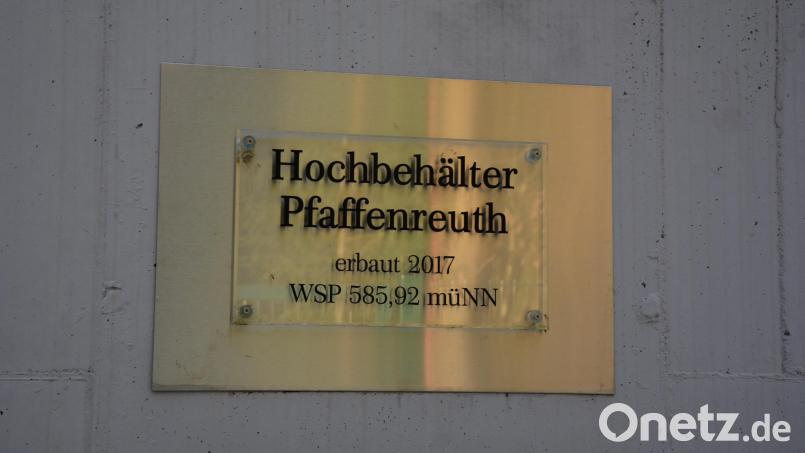 Hochbehälter
Pfaffenreuth
erbaut 2017
WSP 585,92 müNN
Onetz.de